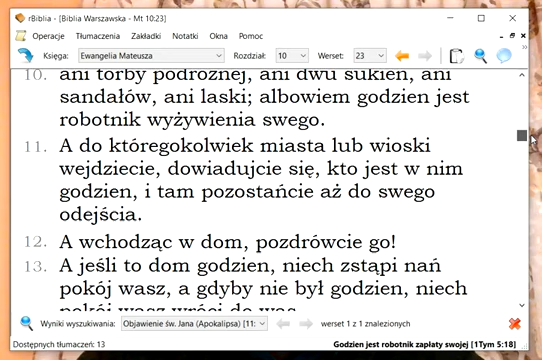 rBiblia - [Biblia Warszawska - Mt 10:23]
Operacje Tłumaczenia Zakładki Notatki Okna Pomoc
Księga: Ewangelia Mateusza Rozdział: 10 Werset: 23
10. ani torby podróżnej, ani dwu sukien, ani
sandałów, ani laski; albowiem godzien jest
robotnik wyżywienia swego.
11. A do któregokolwiek miasta lub wioski
wejdziecie, dowiadujcie się, kto jest w nim
godzien, i tam pozostańcie aż do swego
odejścia.
12. A wchodząc w dom, pozdrówcie go!
13. A jeśli to dom godzien, niech zstąpi nań
pokój wasz, a gdyby nie był godzien, niech
pokój wasz wróci do was.
Wyniki wyszukiwania: Objawienie św. Jana (Apokalipsa) [11: werset 1 z 1 znalezionych
Dostępnych tłumaczeń: 13 Godzien jest robotnik zapłaty swojej [1Tym 5:18]